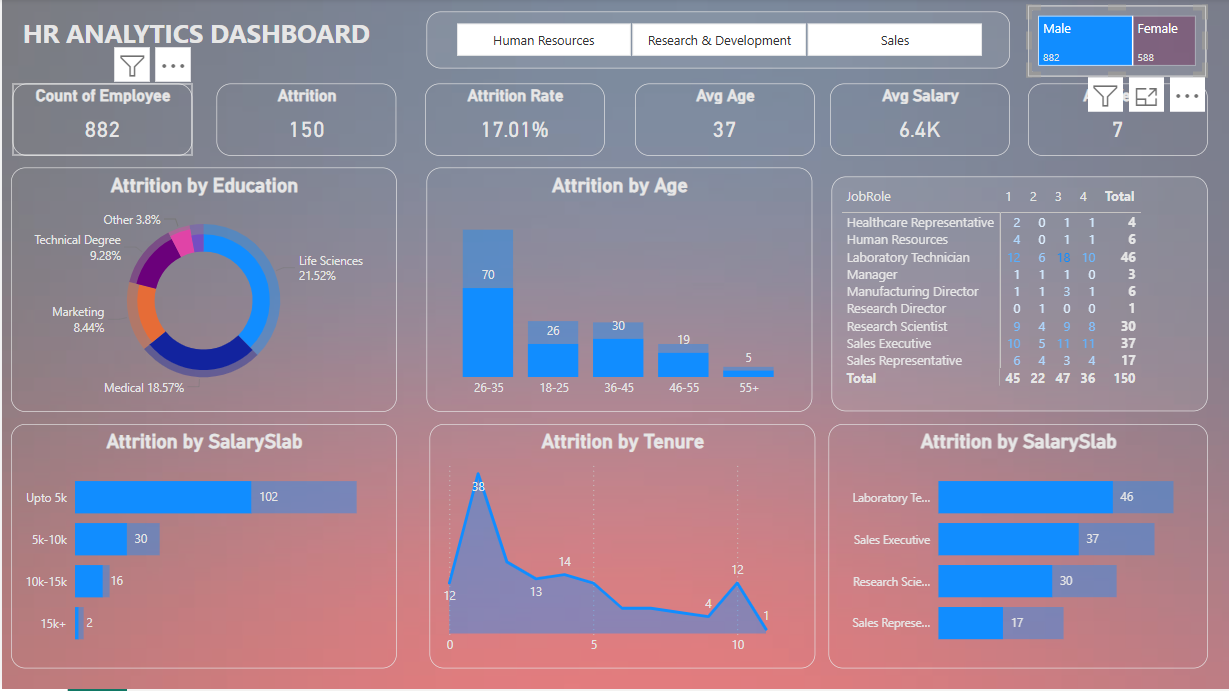 HR ANALYTICS DASHBOARD
Human Resources Research & Development Sales
Male Female
882 588
Count of Employee
882
Attrition
150
Attrition Rate
17.01%
Avg Age
37
Avg Salary
6.4K
7
Attrition by Education
Other 3.8%
Technical Degree
9.28%
Life Sciences
21.52%
Marketing
8.44%
Medical 18.57%
Attrition by Age
70
26
30
19
5
26-35 18-25 36-45 46-55 55+
JobRole 1 2 3 4 Total
Healthcare Representative 2 0 1 1 4
Human Resources 4 0 1 1 6
Laboratory Technician 12 6 18 10 46
Manager 1 1 1 0 3
Manufacturing Director 1 1 3 1 6
Research Director 0 1 0 0 1
Research Scientist 9 4 9 8 30
Sales Executive 10 5 11 11 37
Sales Representative 6 4 3 4 17
Total 45 22 47 36 150
Attrition by SalarySlab
Upto 5k 102
5k-10k 30
10k-15k 16
15k+ 2
Attrition by Tenure
38
12
13
14
4
12
1
0 5 10
Attrition by SalarySlab
Laboratory Te... 46
Sales Executive 37
Research Scie... 30
Sales Represe... 17